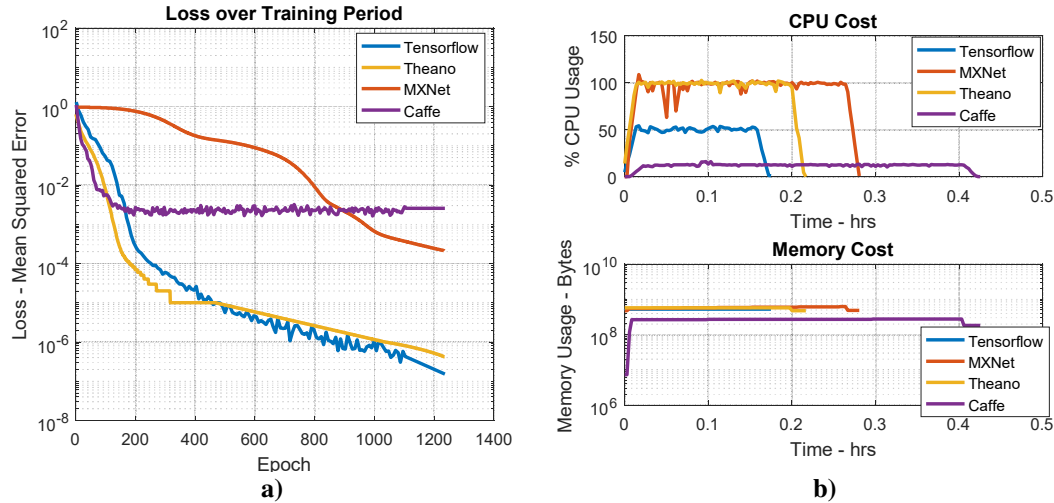 Loss over Training Period
10^2
10^0
10^-2
10^-4
10^-6
10^-8
Loss - Mean Squared Error
Tensorflow
Theano
MXNet
Caffe
0 200 400 600 800 1000 1200 1400
Epoch
a)
CPU Cost
150
100
50
0
% CPU Usage
Tensorflow
MXNet
Theano
Caffe
0 0.1 0.2 0.3 0.4 0.5
Time - hrs
Memory Cost
10^10
10^8
10^6
Memory Usage - Bytes
Tensorflow
MXNet
Theano
Caffe
0 0.1 0.2 0.3 0.4 0.5
Time - hrs
b)